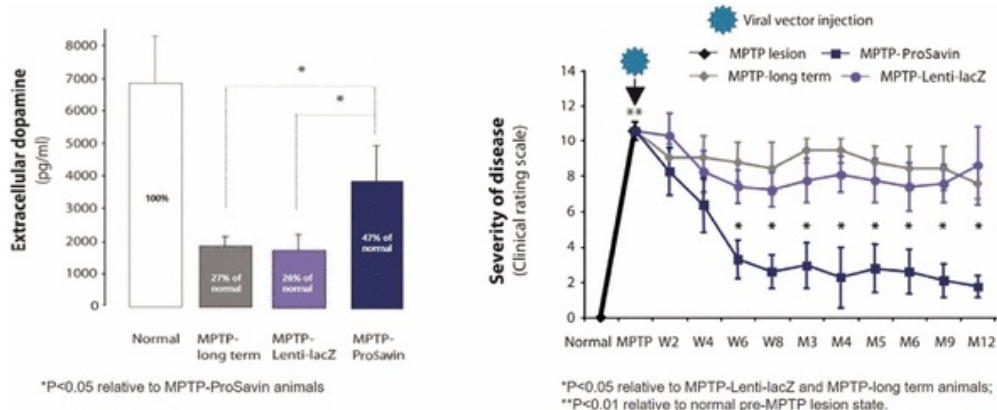 Extracellular dopamine
(pg/ml)
8000
7000
6000
5000
4000
3000
2000
1000
0
100%
27% of
normal
26% of
normal
47% of
normal
*
*
Normal
MPTP-
long term
MPTP-
Lenti-lacZ
MPTP-
ProSavin
*P<0.05 relative to MPTP-ProSavin animals
Viral vector injection
MPTP lesion
MPTP-ProSavin
MPTP-long term
MPTP-Lenti-lacZ
Severity of disease
(Clinical rating scale)
14
12
10
8
6
4
2
0
**
* * * * * * * *
Normal MPTP W2 W4 W6 W8 M3 M4 M5 M6 M9 M12
*P<0.05 relative to MPTP-Lenti-lacZ and MPTP-long term animals;
**P<0.01 relative to normal pre-MPTP lesion state.